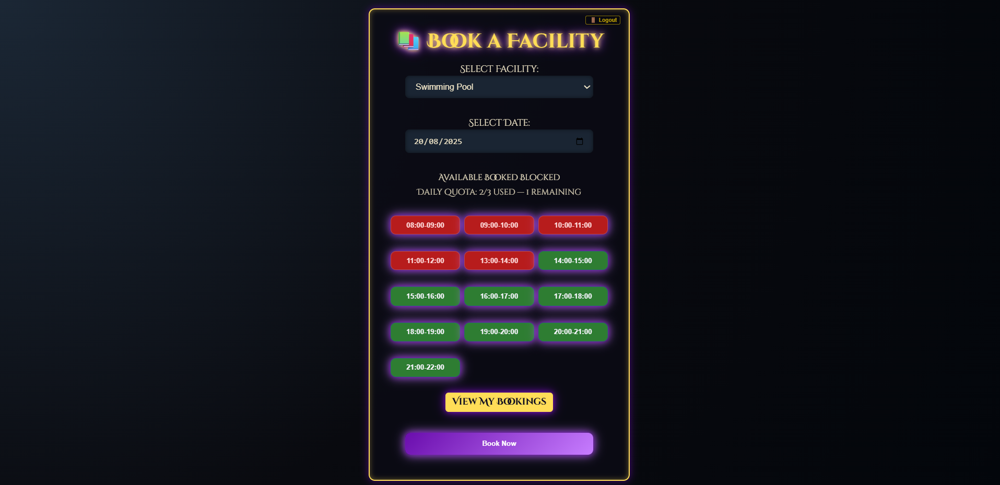 Logout
Book a Facility
Select Facility:
Swimming Pool
Select Date:
20/08/2025
Available Booked Blocked
Daily Quota: 2/3 used — 1 remaining
08:00-09:00 09:00-10:00 10:00-11:00
11:00-12:00 13:00-14:00 14:00-15:00
15:00-16:00 16:00-17:00 17:00-18:00
18:00-19:00 19:00-20:00 20:00-21:00
21:00-22:00
View My Bookings
Book Now